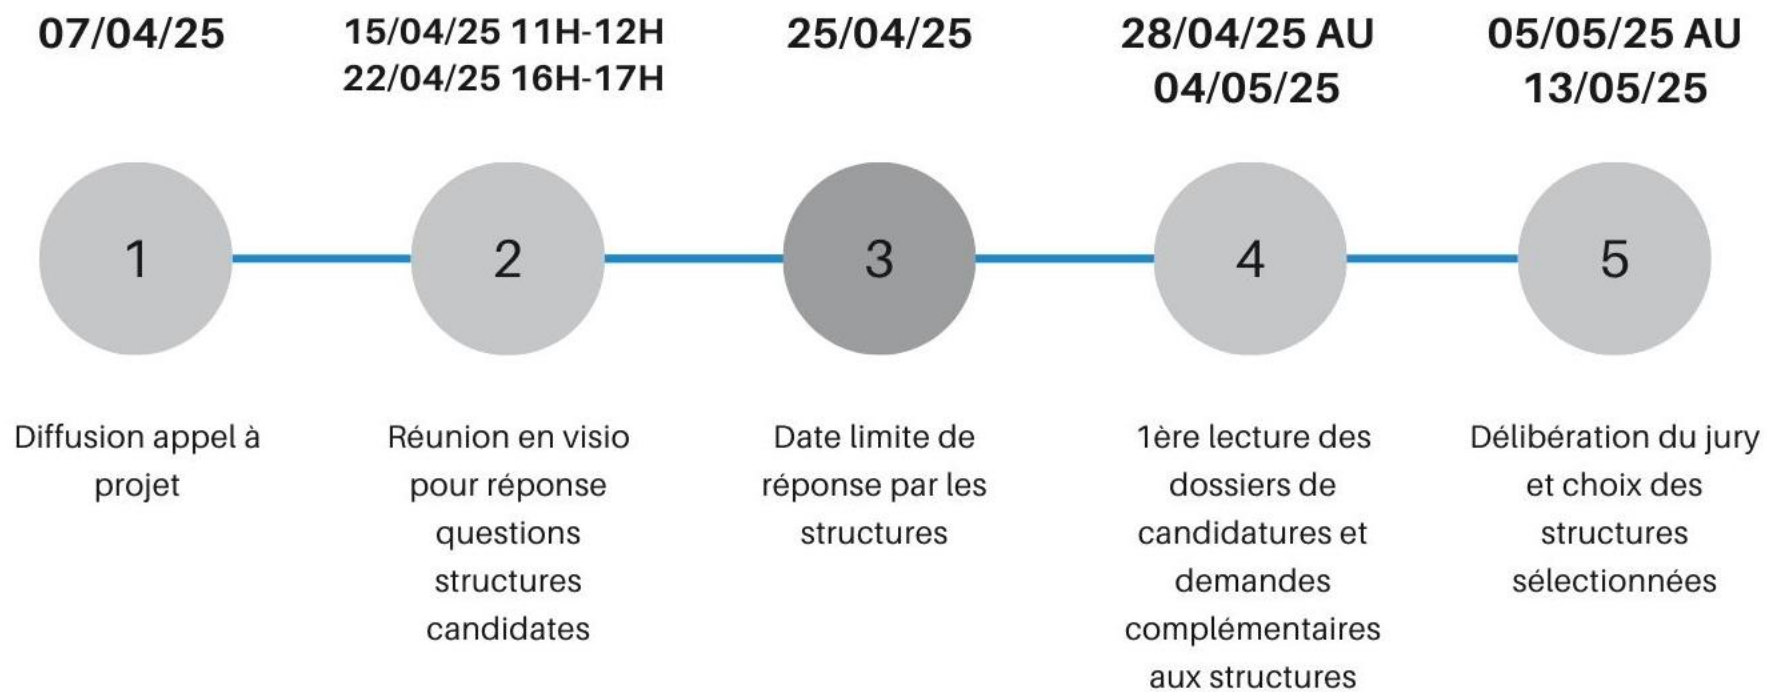 07/04/25
15/04/25 11H-12H
22/04/25 16H-17H
25/04/25
28/04/25 AU
04/05/25
05/05/25 AU
13/05/25
1
2
3
4
5
Diffusion appel à
projet
Réunion en visio
pour réponse
questions
structures
candidates
Date limite de
réponse par les
structures
1ère lecture des
dossiers de
candidatures et
demandes
complémentaires
aux structures
Délibération du jury
et choix des
structures
sélectionnées